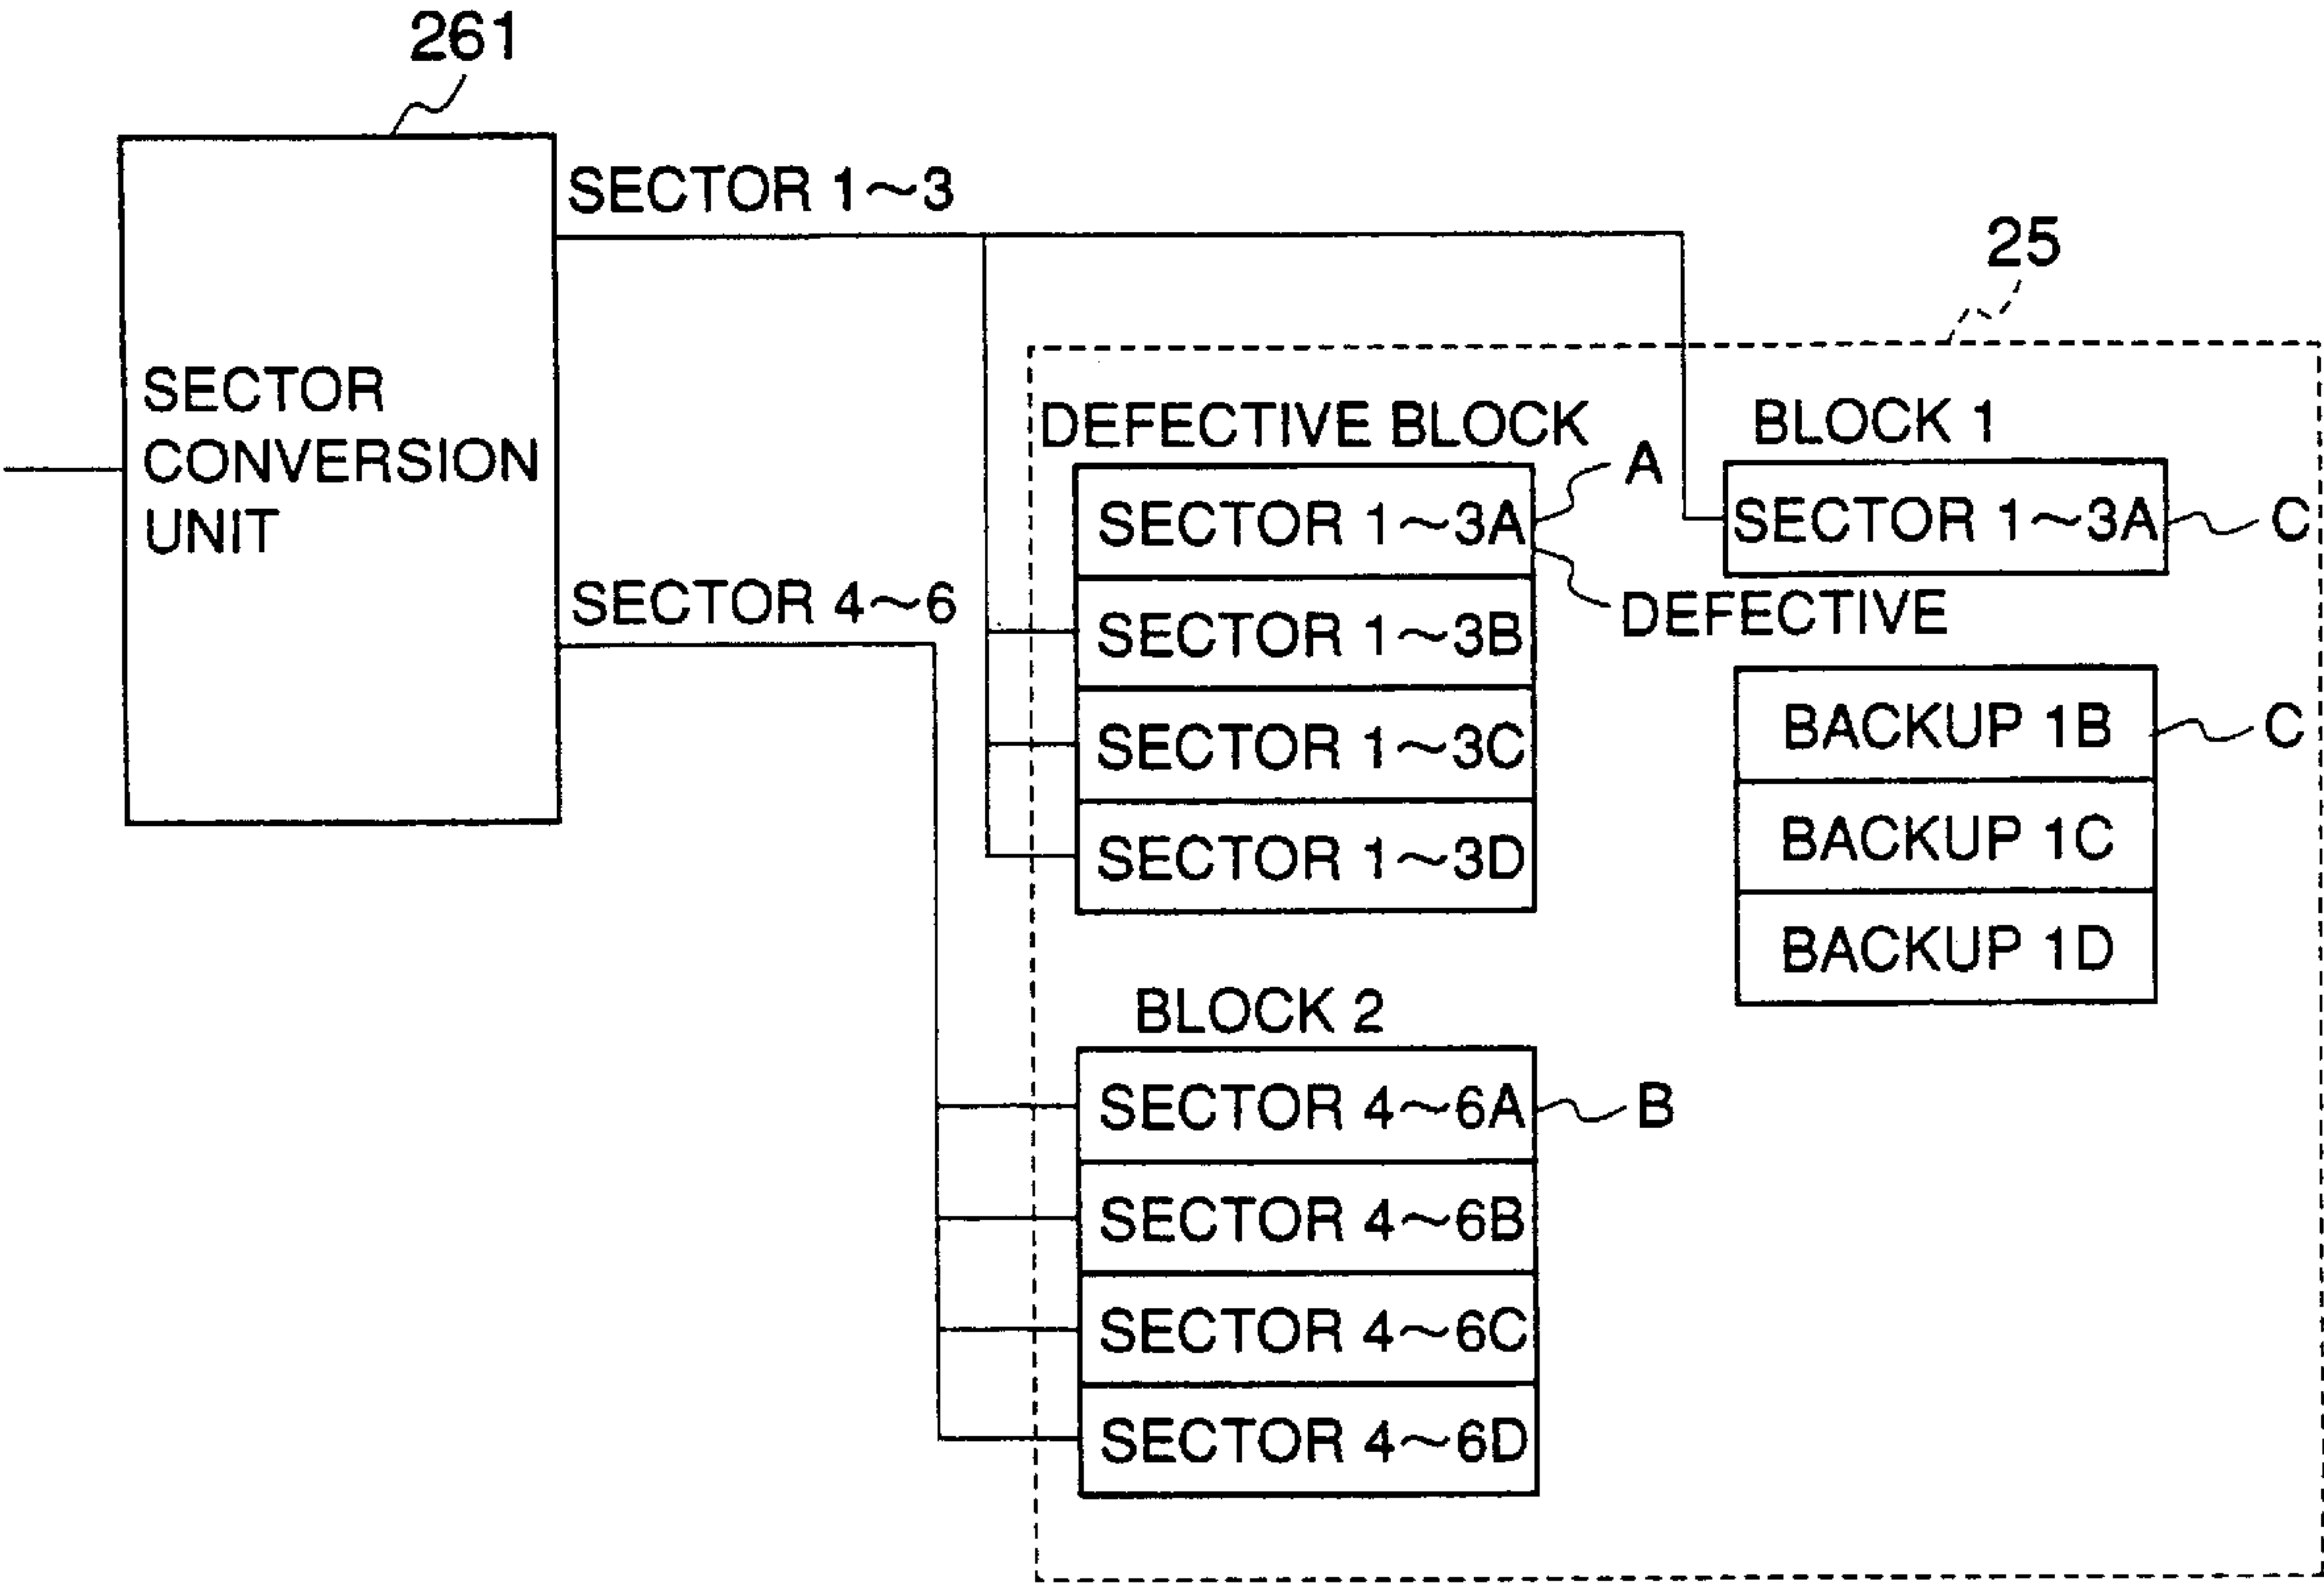 261
SECTOR 1~3
25
SECTOR
CONVERSION
UNIT
DEFECTIVE BLOCK
A
BLOCK 1
SECTOR 1~3A
SECTOR 1~3A
C
DEFECTIVE
SECTOR 4~6
SECTOR 1~3B
SECTOR 1~3C
SECTOR 1~3D
BACKUP 1B
C
BACKUP 1C
BACKUP 1D
BLOCK 2
SECTOR 4~6A
B
SECTOR 4~6B
SECTOR 4~6C
SECTOR 4~6D